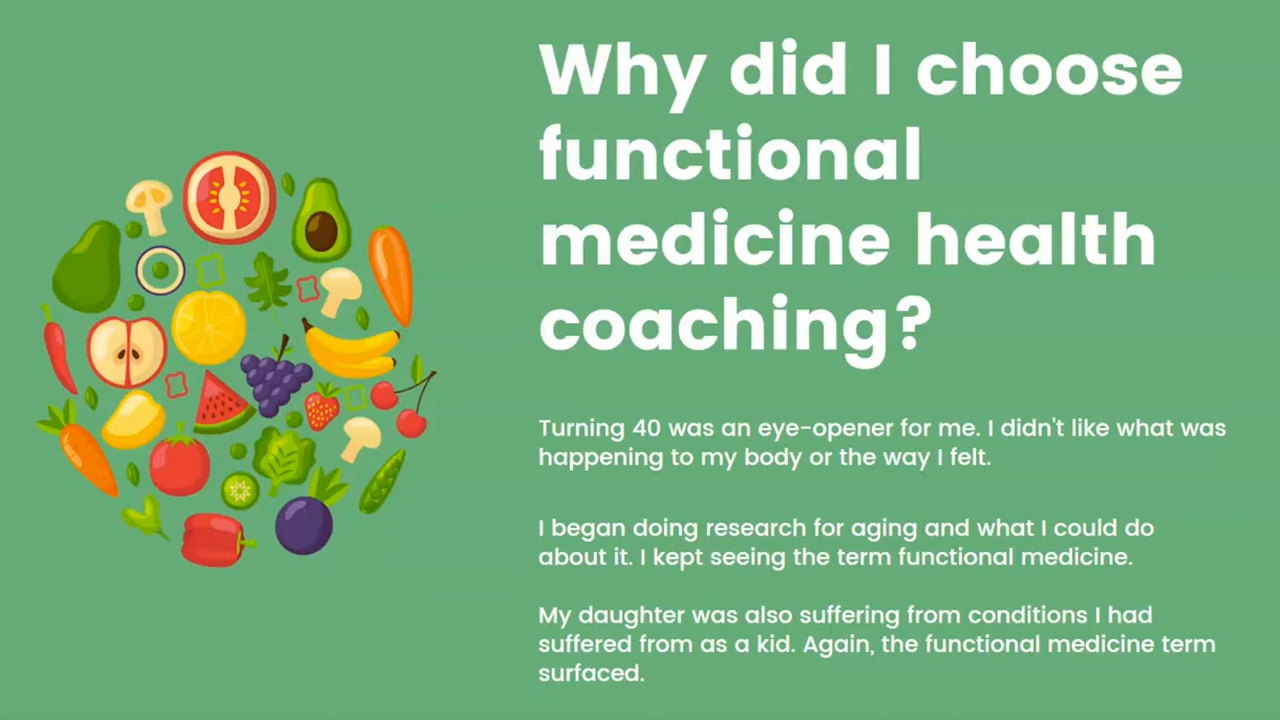 Why did I choose
functional
medicine health
coaching?
Turning 40 was an eye-opener for me. I didn't like what was
happening to my body or the way I felt.
I began doing research for aging and what I could do
about it. I kept seeing the term functional medicine.
My daughter was also suffering from conditions I had
suffered from as a kid. Again, the functional medicine term
surfaced.